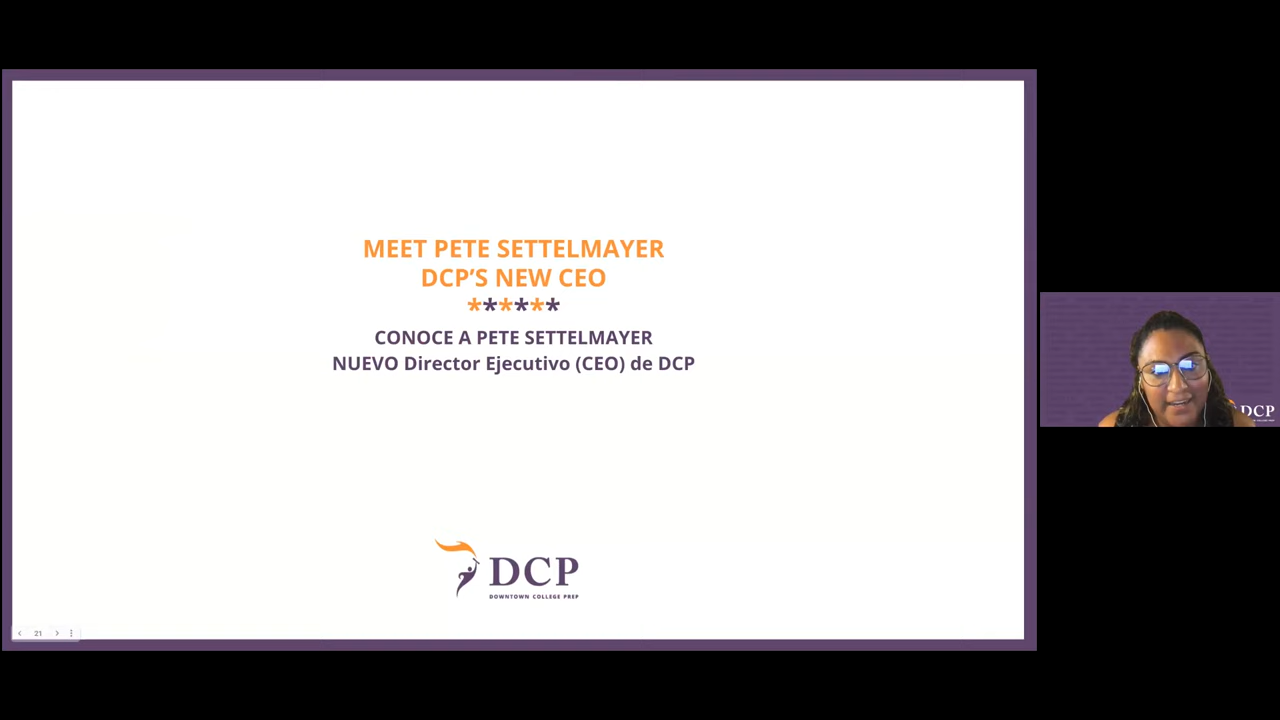 MEET PETE SETTELMAYER
DCP'S NEW CEO
******
CONOCE A PETE SETTELMAYER
NUEVO Director Ejecutivo (CEO) de DCP
DCP
DOWNTOWN COLLEGE PREP
21
DCP